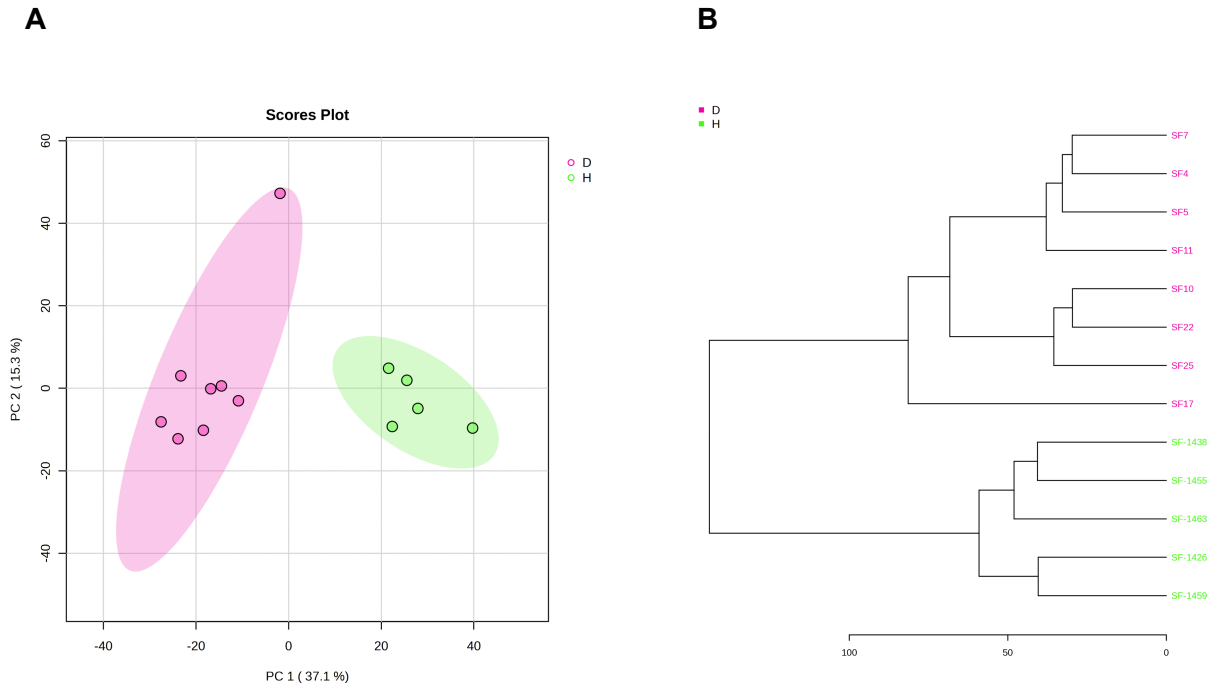 A
Scores Plot
D
H
PC 2 ( 15.3 %)
60
40
20
0
-20
-40
-40
-20
0
20
40
PC 1 ( 37.1 %)
B
D
H
SF7
SF4
SF5
SF11
SF10
SF22
SF25
SF17
SF-1438
SF-1455
SF-1463
SF-1426
SF-1459
100
50
0